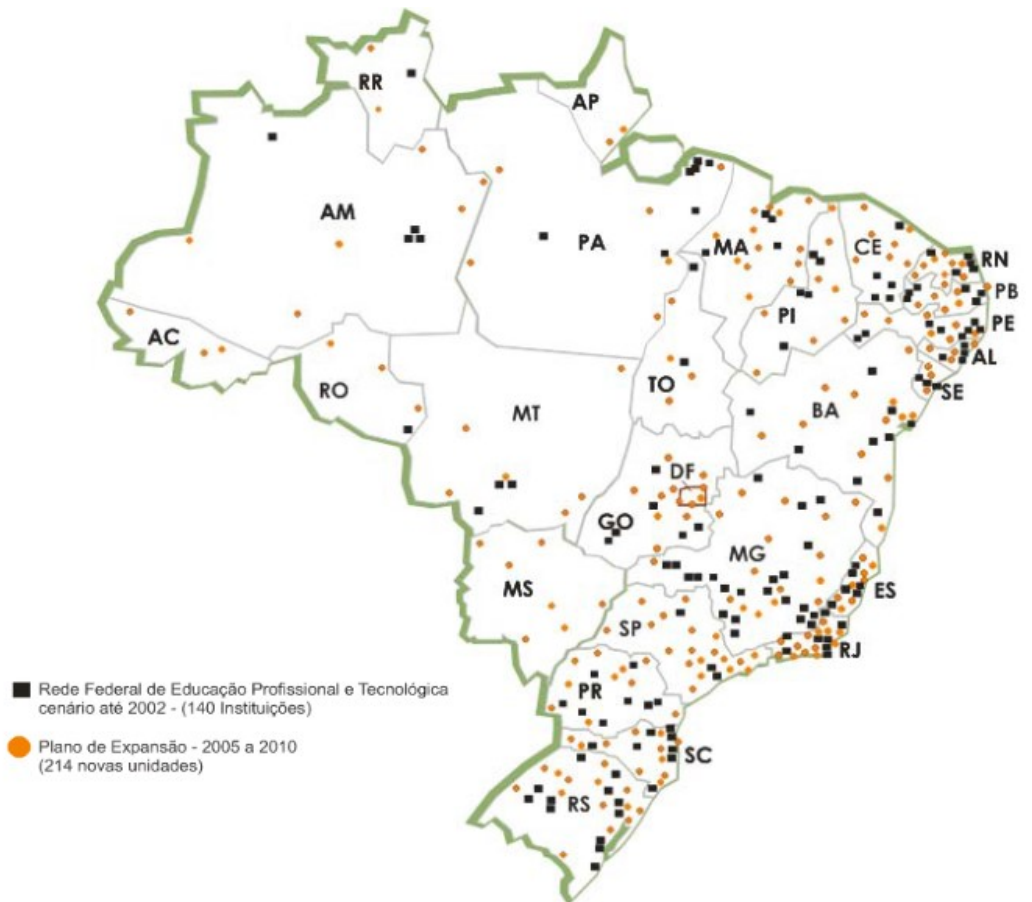 RR
AP
AM
PA
MA
CE
RN
PB
PI
PE
AC
AL
TO
SE
RO
MT
BA
DF
GO
MG
MS
ES
SP
RJ
PR
SC
RS
Rede Federal de Educação Profissional e Tecnológica
cenário até 2002 - (140 Instituições)
Plano de Expansão - 2005 a 2010
(214 novas unidades)